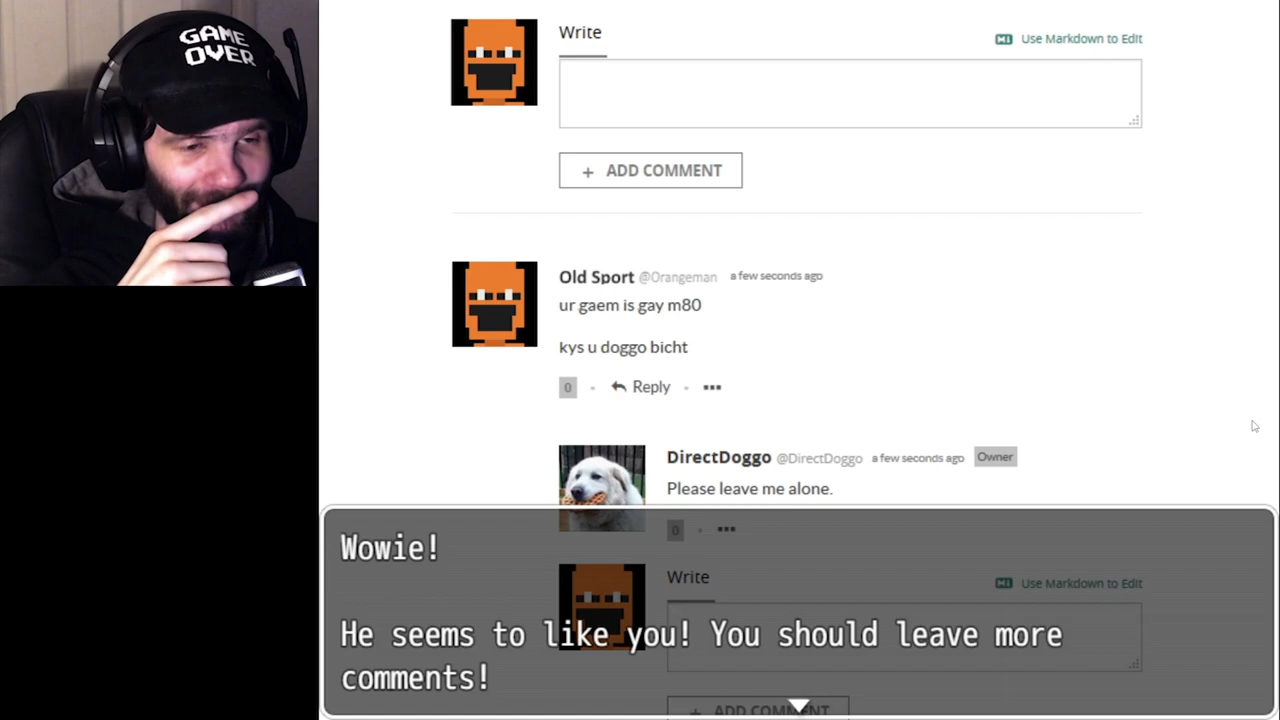 GAME
OVER
Write
Use Markdown to Edit
+ ADD COMMENT
Old Sport @Orangeman a few seconds ago
ur gaem is gay m80
kys u doggo bicht
0 • Reply • •••
DirectDoggo @DirectDoggo a few seconds ago Owner
Please leave me alone.
0 • •••
Wowie!
Write
Use Markdown to Edit
He seems to like you! You should leave more
comments!
+ ADD COMMENT